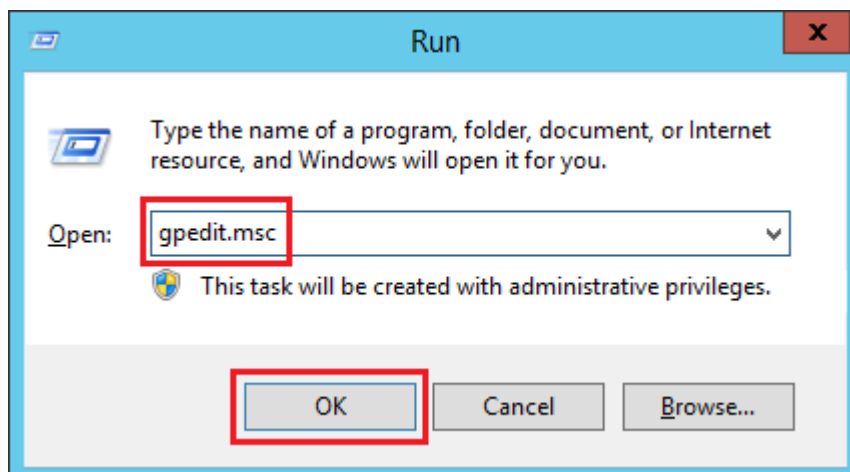 Run
x
Type the name of a program, folder, document, or Internet
resource, and Windows will open it for you.
Open:
gpedit.msc
This task will be created with administrative privileges.
OK
Cancel
Browse...